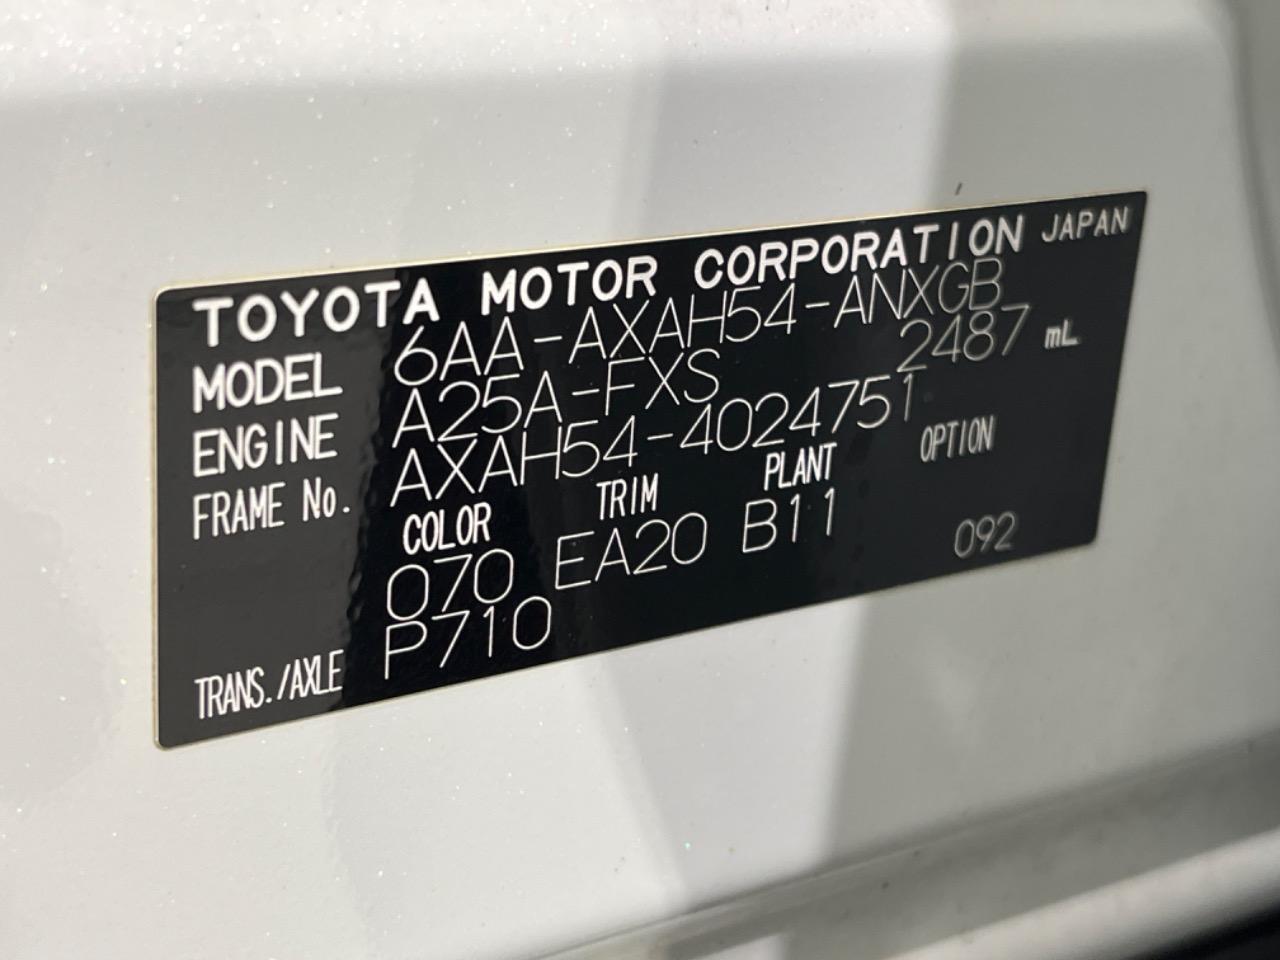 TOYOTA MOTOR CORPORATION JAPAN
MODEL 6AA-AXAH54-ANXGB
ENGINE A25A-FXS 2487 mL
FRAME No. AXAH54-4024751
COLOR TRIM PLANT OPTION
070 EA20 B11 092
TRANS./AXLE P710